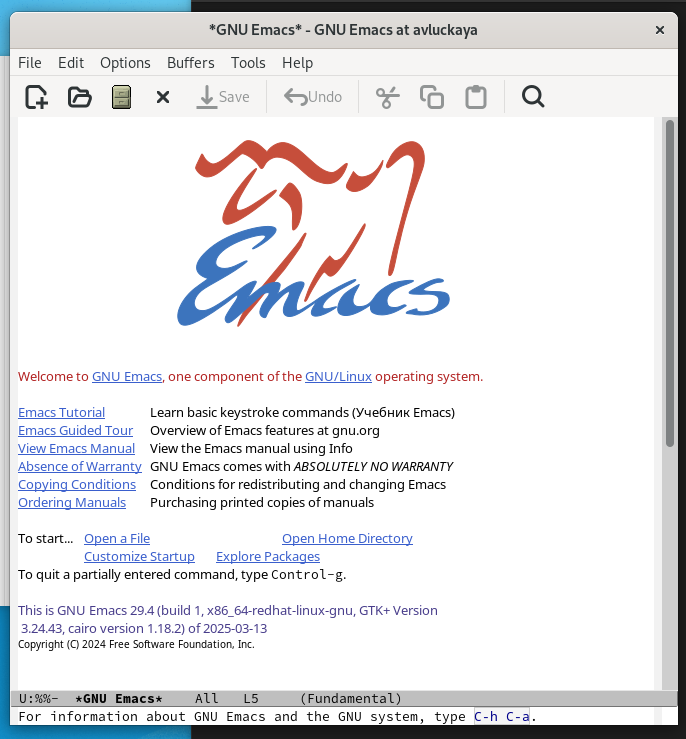 *GNU Emacs* - GNU Emacs at avluckaya
File Edit Options Buffers Tools Help
Save Undo
Emacs
Welcome to GNU Emacs, one component of the GNU/Linux operating system.
Emacs Tutorial Learn basic keystroke commands (Учебник Emacs)
Emacs Guided Tour Overview of Emacs features at gnu.org
View Emacs Manual View the Emacs manual using Info
Absence of Warranty GNU Emacs comes with ABSOLUTELY NO WARRANTY
Copying Conditions Conditions for redistributing and changing Emacs
Ordering Manuals Purchasing printed copies of manuals
To start... Open a File Open Home Directory
Customize Startup Explore Packages
To quit a partially entered command, type Control-g.
This is GNU Emacs 29.4 (build 1, x86_64-redhat-linux-gnu, GTK+ Version
3.24.43, cairo version 1.18.2) of 2025-03-13
Copyright (C) 2024 Free Software Foundation, Inc.
U:%%- *GNU Emacs* All L5 (Fundamental)
For information about GNU Emacs and the GNU system, type C-h C-a.